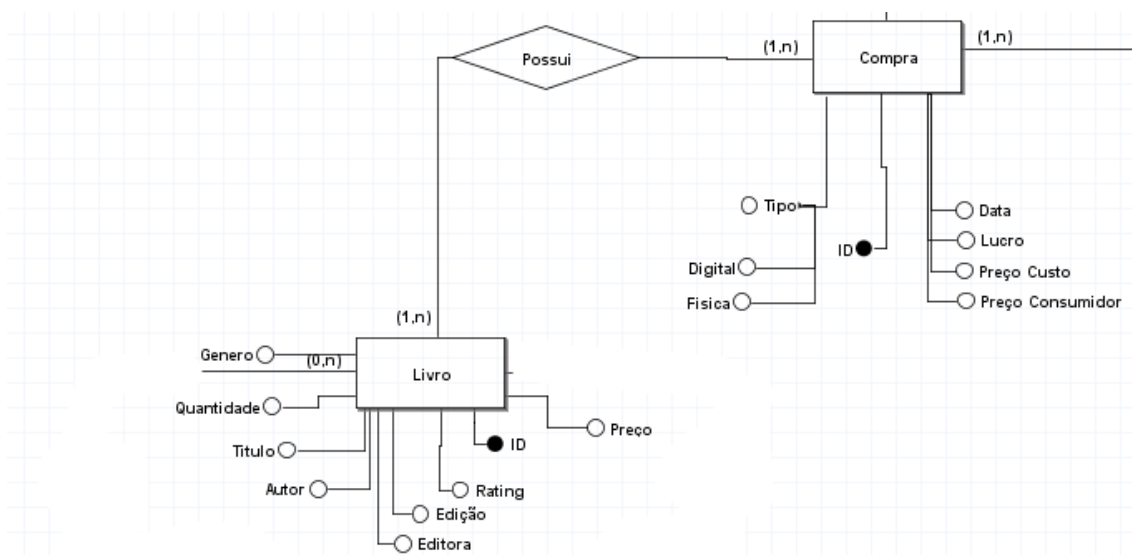 Possui
(1,n)
Compra
(1,n)
Tipo
Data
ID
Lucro
Digital
Preço Custo
Fisica
Preço Consumidor
(1,n)
Genero
(0,n)
Livro
Quantidade
Preço
Titulo
ID
Autor
Rating
Edição
Editora